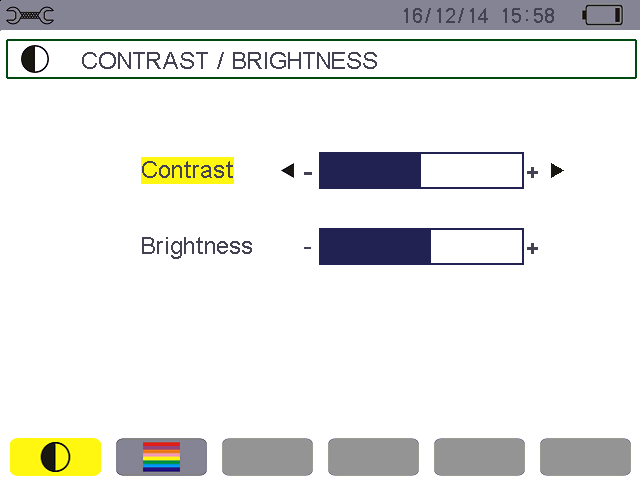 16/12/14 15:58
CONTRAST / BRIGHTNESS
Contrast - +
Brightness - +